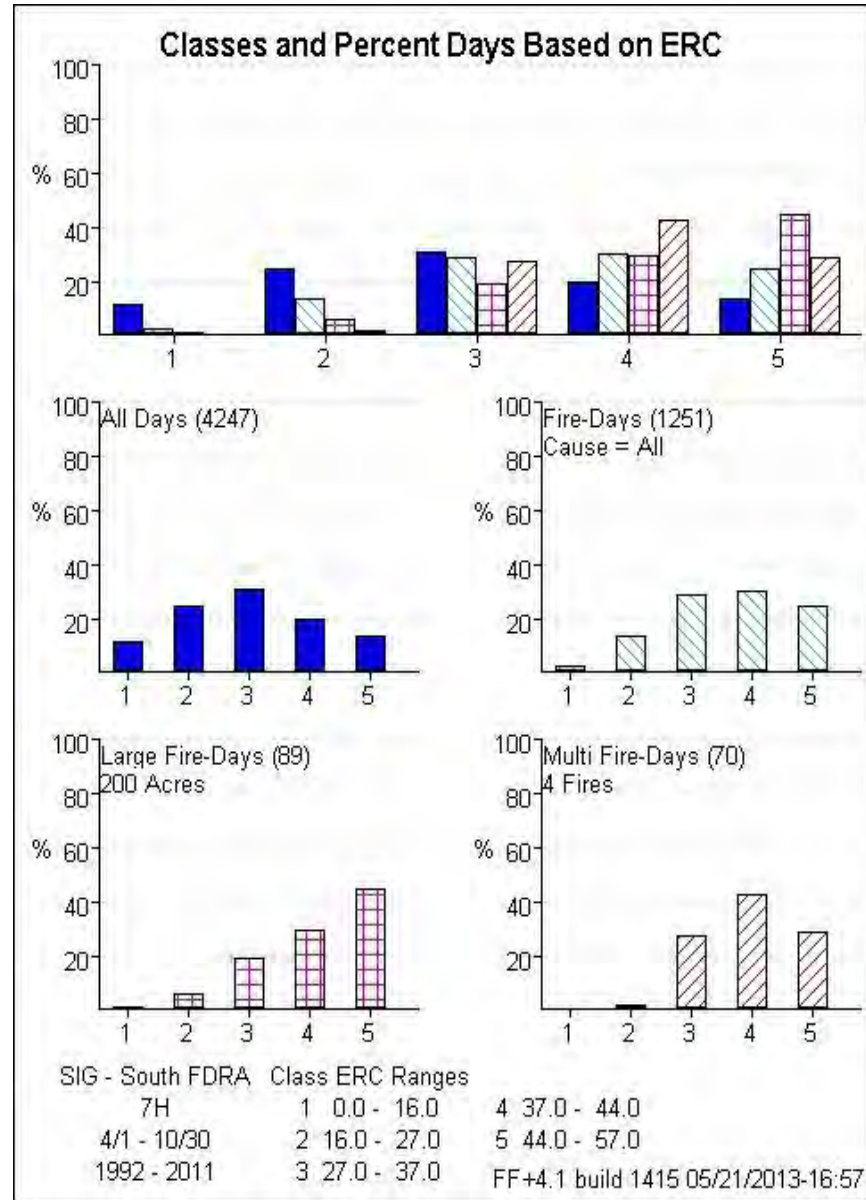 Classes and Percent Days Based on ERC
100
80
% 60
40
20
1 2 3 4 5
100
All Days (4247)
80
% 60
40
20
1 2 3 4 5
100
Fire-Days (1251)
Cause = All
80
% 60
40
20
1 2 3 4 5
100
Large Fire-Days (89)
200 Acres
80
% 60
40
20
1 2 3 4 5
100
Multi Fire-Days (70)
4 Fires
80
% 60
40
20
1 2 3 4 5
SIG - South FDRA Class ERC Ranges
7H 1 0.0 - 16.0 4 37.0 - 44.0
4/1 - 10/30 2 16.0 - 27.0 5 44.0 - 57.0
1992 - 2011 3 27.0 - 37.0 FF+4.1 build 1415 05/21/2013-16:57